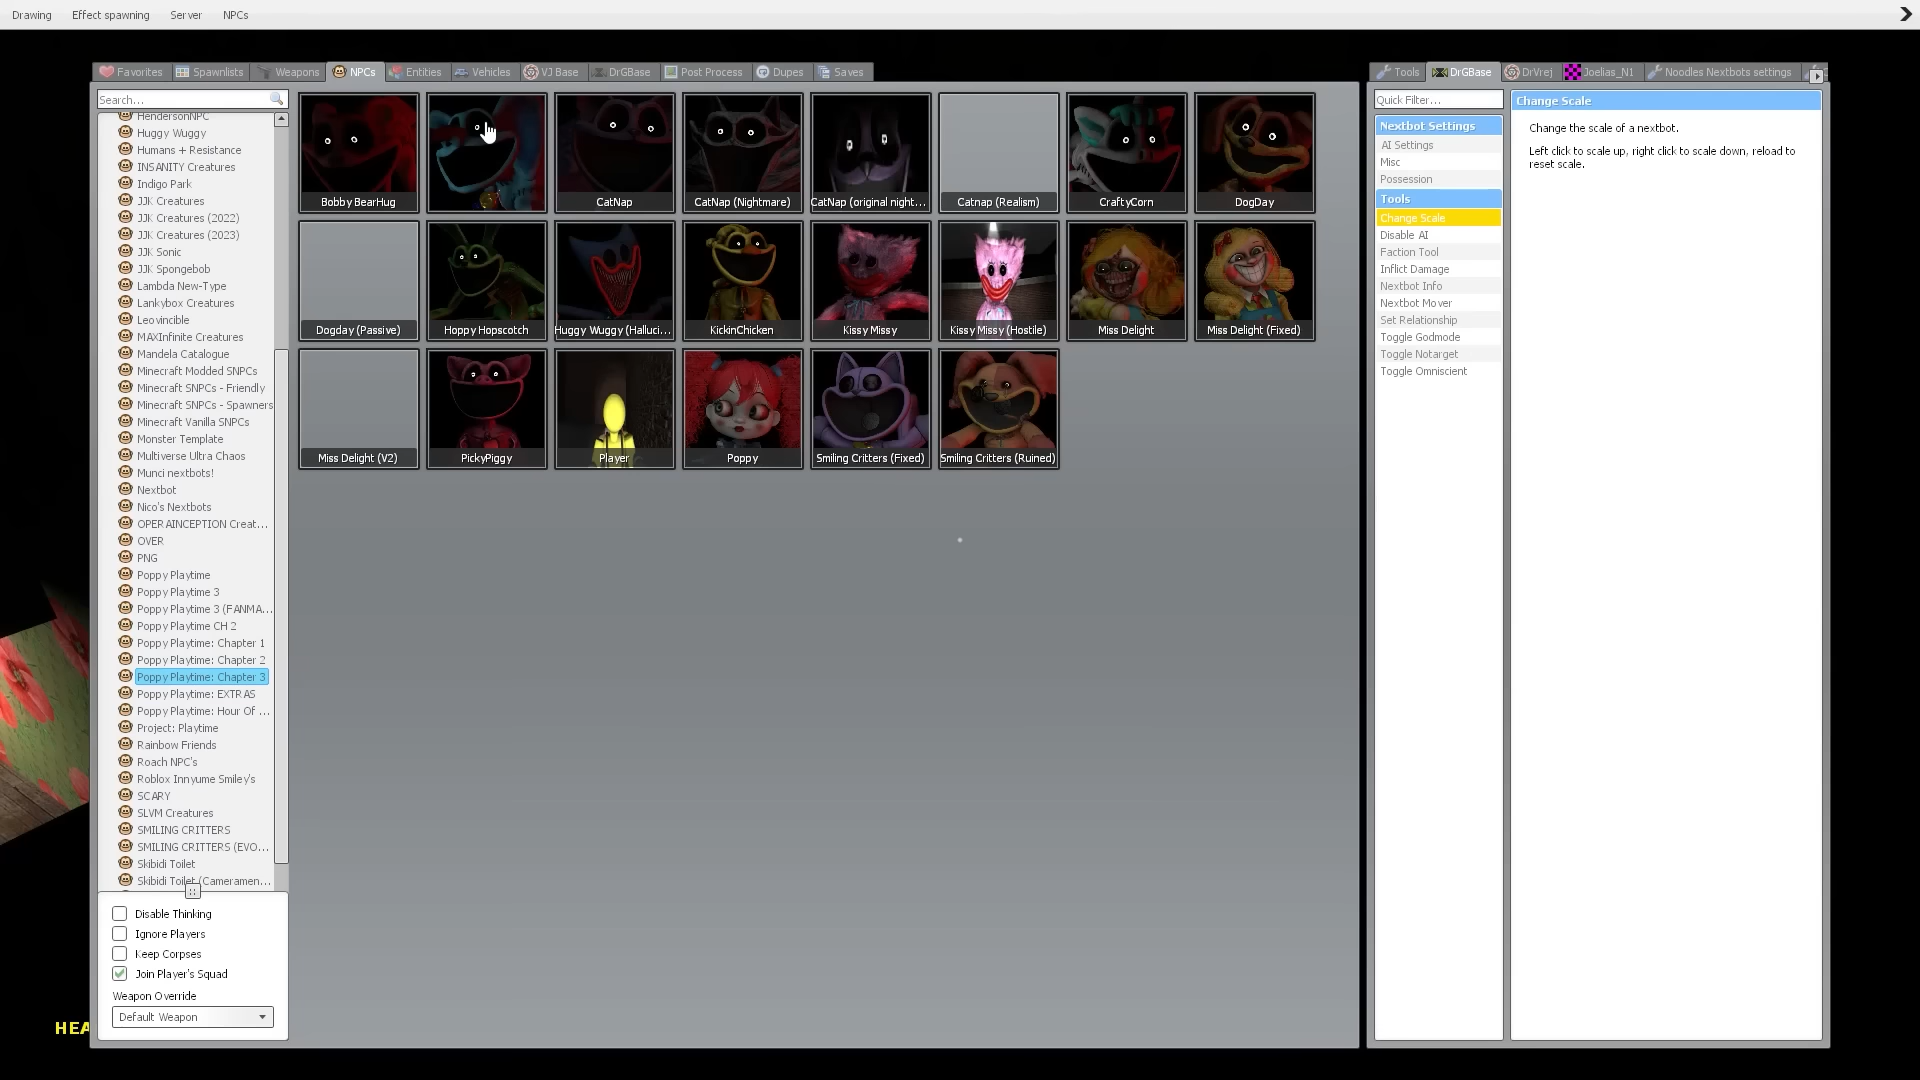 Drawing
Effect spawning
Server
NPCs
Favorites
Spawnlists
Weapons
NPCs
Entities
Vehicles
VJ Base
DrGBase
Post Process
Dupes
Saves
Tools
DrGBase
DrVrej
Joelias_N1
Noodles Nextbots settings
Search...
HendersonNPC
Huggy Wuggy
Humans + Resistance
INSANITY Creatures
Indigo Park
JJK Creatures
JJK Creatures (2022)
JJK Creatures (2023)
JJK Sonic
JJK Spongebob
Lambda New-Type
Lankybox Creatures
Leovincible
MAXInfinite Creatures
Mandela Catalogue
Minecraft Modded SNPCs
Minecraft SNPCs - Friendly
Minecraft SNPCs - Spawners
Minecraft Vanilla SNPCs
Monster Template
Multiverse Ultra Chaos
Munci nextbots!
Nextbot
Nico's Nextbots
OPERAINCEPTION Creat...
OVER
PNG
Poppy Playtime
Poppy Playtime 3
Poppy Playtime 3 (FANMA...
Poppy Playtime CH 2
Poppy Playtime: Chapter 1
Poppy Playtime: Chapter 2
Poppy Playtime: Chapter 3
Poppy Playtime: EXTRAS
Poppy Playtime: Hour Of ...
Project: Playtime
Rainbow Friends
Roach NPC's
Roblox Innyume Smiley's
SCARY
SLVM Creatures
SMILING CRITTERS
SMILING CRITTERS (EVO...
Skibidi Toilet
Skibidi Toilet (Cameramen...
Disable Thinking
Ignore Players
Keep Corpses
Join Player's Squad
Weapon Override
Default Weapon
HEA
Bobby BearHug
CatNap
CatNap (Nightmare)
CatNap (original night...
Catnap (Realism)
CraftyCorn
DogDay
Dogday (Passive)
Hoppy Hopscotch
Huggy Wuggy (Halluci...
KickinChicken
Kissy Missy
Kissy Missy (Hostile)
Miss Delight
Miss Delight (Fixed)
Miss Delight (V2)
PickyPiggy
Player
Poppy
Smiling Critters (Fixed)
Smiling Critters (Ruined)
Quick Filter...
Nextbot Settings
AI Settings
Misc
Possession
Tools
Change Scale
Disable AI
Faction Tool
Inflict Damage
Nextbot Info
Nextbot Mover
Set Relationship
Toggle Godmode
Toggle Notarget
Toggle Omniscient
Change Scale
Change the scale of a nextbot.
Left click to scale up, right click to scale down, reload to
reset scale.